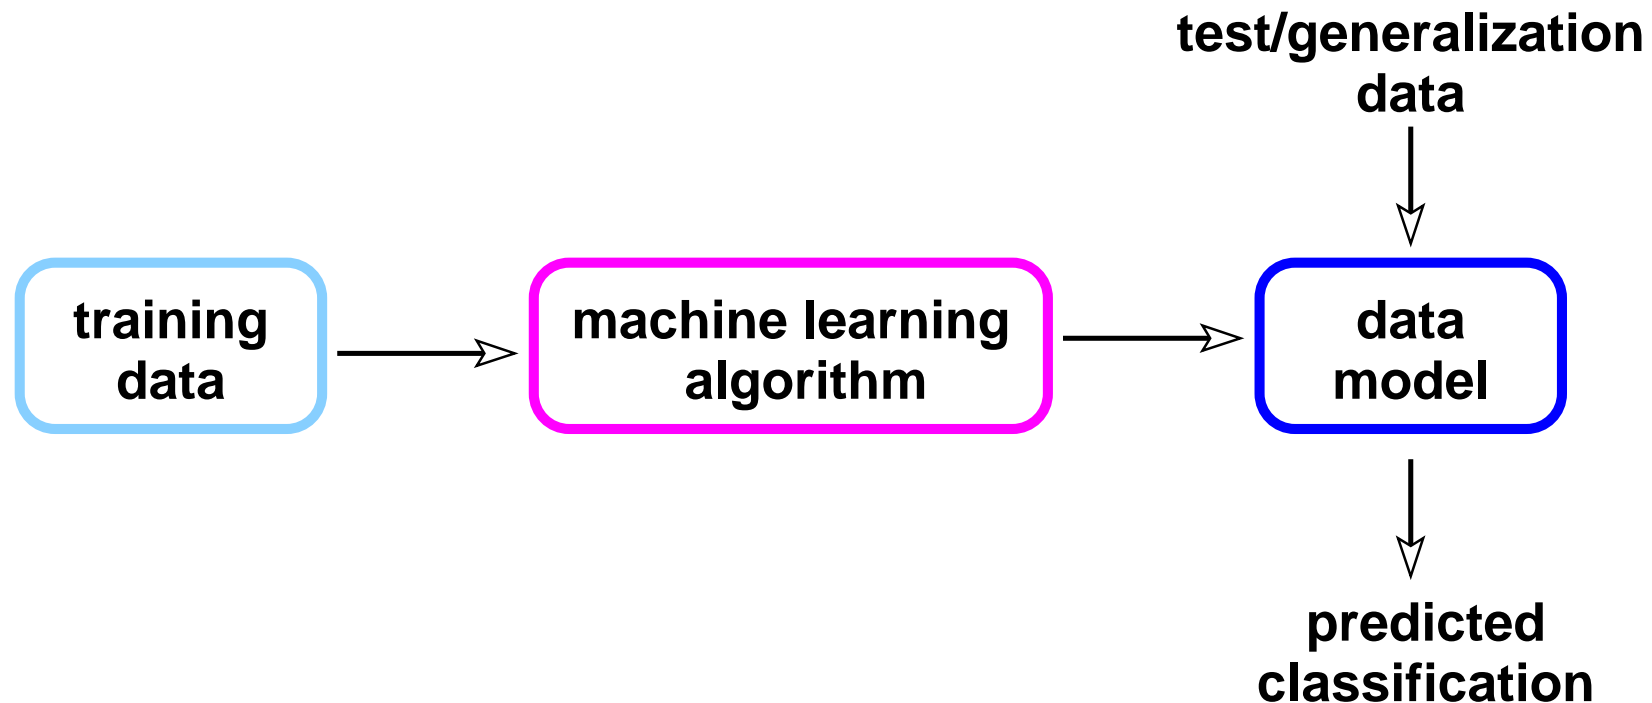 test/generalization
data
training
data
machine learning
algorithm
data
model
predicted
classification